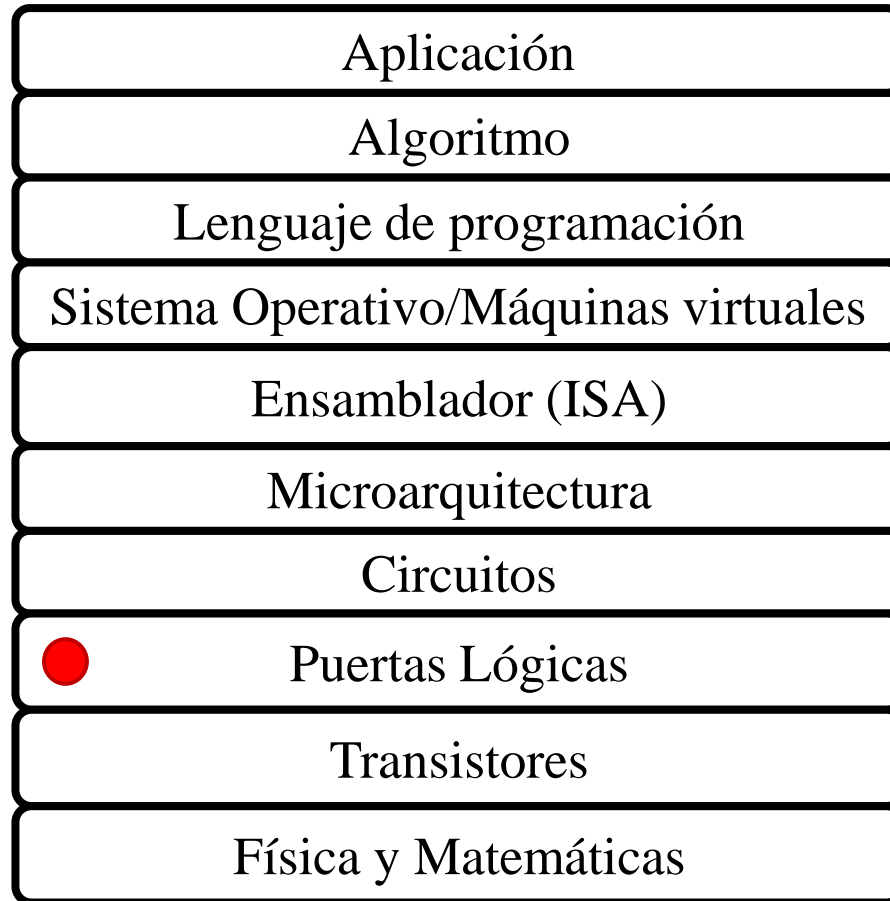 Aplicación
Algoritmo
Lenguaje de programación
Sistema Operativo/Máquinas virtuales
Ensamblador (ISA)
Microarquitectura
Circuitos
Puertas Lógicas
Transistores
Física y Matemáticas